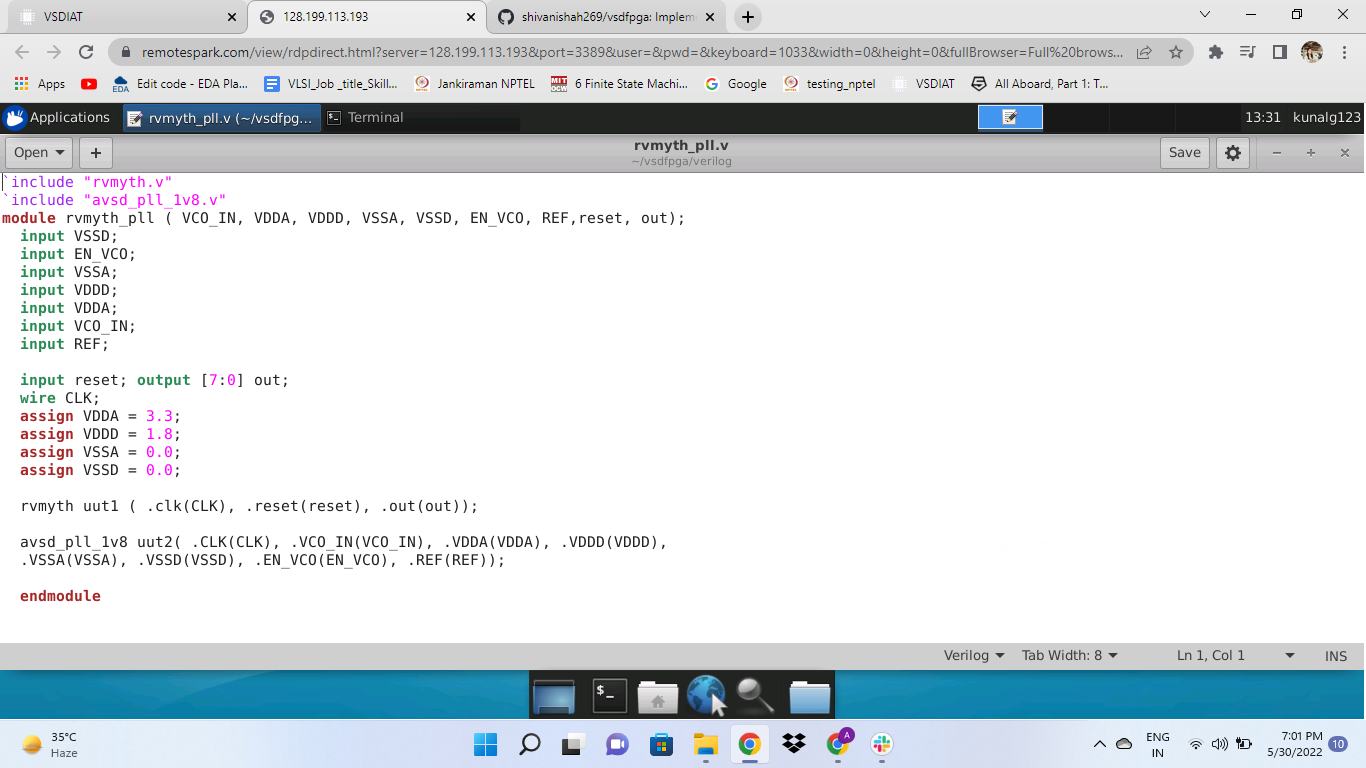 VSDIAT
128.199.113.193
shivanishah269/vsdfpga: Implem
remotespark.com/view/rdpdirect.html?server=128.199.113.193&port=3389&user=&pwd=&keyboard=1033&width=0&height=0&fullBrowser=Full%20brows...
Apps
EDA
Edit code - EDA Pla...
VLSI_Job _title_Skill...
Jankiraman NPTEL
MIT OCW
6 Finite State Machi...
Google
testing_nptel
VSDIAT
All Aboard, Part 1: T...
Applications
rvmyth_pll.v (~/vsdfpg...
Terminal
13:31 kunalg123
Open
rvmyth_pll.v
~/vsdfpga/verilog
Save
`include "rvmyth.v"
`include "avsd_pll_1v8.v"
module rvmyth_pll ( VCO_IN, VDDA, VDDD, VSSA, VSSD, EN_VCO, REF,reset, out);
input VSSD;
input EN_VCO;
input VSSA;
input VDDD;
input VDDA;
input VCO_IN;
input REF;
input reset; output [7:0] out;
wire CLK;
assign VDDA = 3.3;
assign VDDD = 1.8;
assign VSSA = 0.0;
assign VSSD = 0.0;
rvmyth uut1 ( .clk(CLK), .reset(reset), .out(out));
avsd_pll_1v8 uut2( .CLK(CLK), .VCO_IN(VCO_IN), .VDDA(VDDA), .VDDD(VDDD),
.VSSA(VSSA), .VSSD(VSSD), .EN_VCO(EN_VCO), .REF(REF));
endmodule
Verilog
Tab Width: 8
Ln 1, Col 1
INS
35°C
Haze
A
ENG
IN
7:01 PM
5/30/2022
10